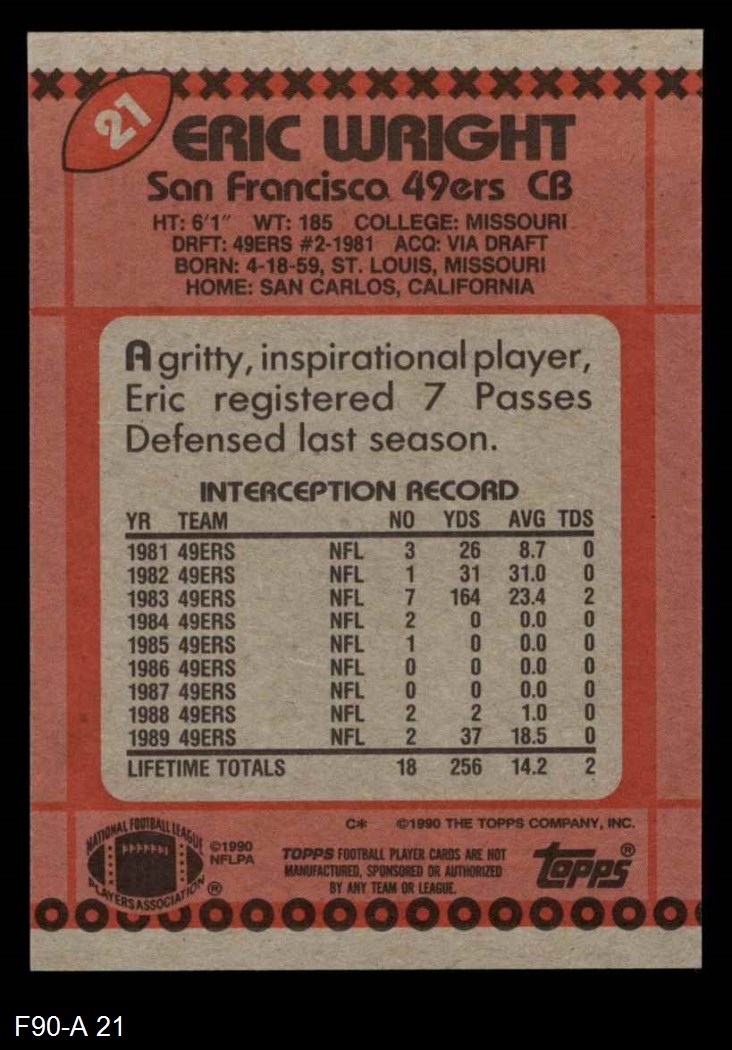 21
ERIC WRIGHT
San Francisco 49ers CB
HT: 6'1" WT: 185 COLLEGE: MISSOURI
DRFT: 49ERS #2-1981 ACQ: VIA DRAFT
BORN: 4-18-59, ST. LOUIS, MISSOURI
HOME: SAN CARLOS, CALIFORNIA
A gritty, inspirational player,
Eric registered 7 Passes
Defensed last season.
INTERCEPTION RECORD
YR TEAM NO YDS AVG TDS
1981 49ERS NFL 3 26 8.7 0
1982 49ERS NFL 1 31 31.0 0
1983 49ERS NFL 7 164 23.4 2
1984 49ERS NFL 2 0 0.0 0
1985 49ERS NFL 1 0 0.0 0
1986 49ERS NFL 0 0 0.0 0
1987 49ERS NFL 0 0 0.0 0
1988 49ERS NFL 2 2 1.0 0
1989 49ERS NFL 2 37 18.5 0
LIFETIME TOTALS 18 256 14.2 2
C* ©1990 THE TOPPS COMPANY, INC.
NATIONAL FOOTBALL LEAGUE
PLAYERS ASSOCIATION ®
©1990
NFLPA
TOPPS FOOTBALL PLAYER CARDS ARE NOT
MANUFACTURED, SPONSORED OR AUTHORIZED
BY ANY TEAM OR LEAGUE.
topps®
F90-A 21